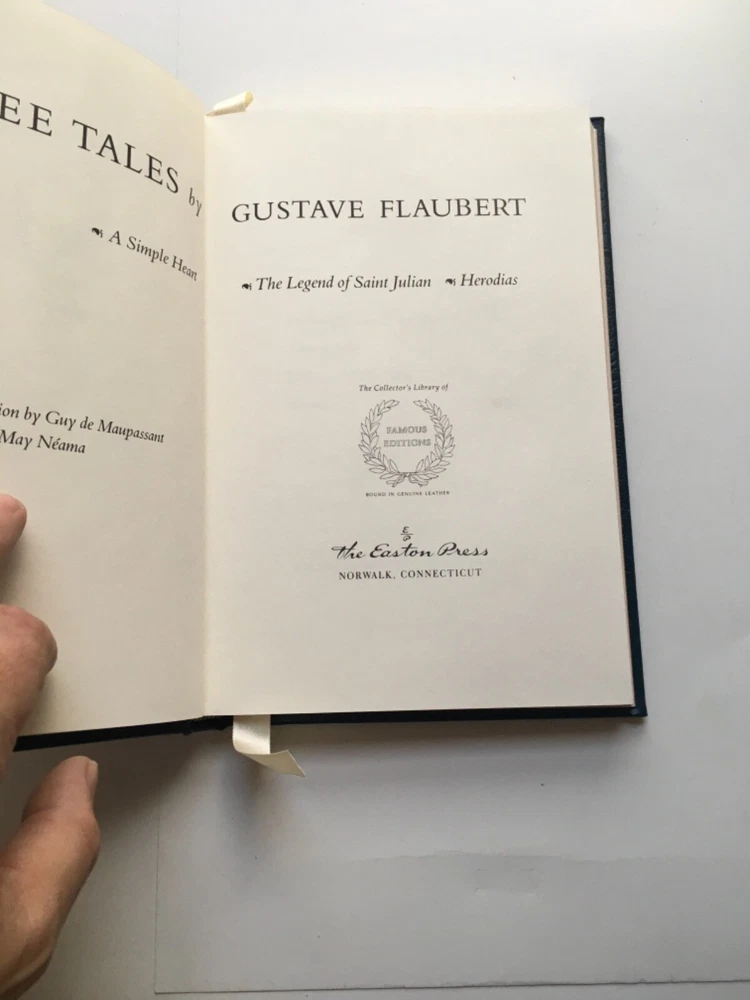 EE TALES by
A Simple Heart
ion by Guy de Maupassant
May Néama
GUSTAVE FLAUBERT
The Legend of Saint Julian Herodias
The Collector's Library of
FAMOUS
EDITIONS
BOUND IN GENUINE LEATHER
E
P
the Easton Press
NORWALK, CONNECTICUT